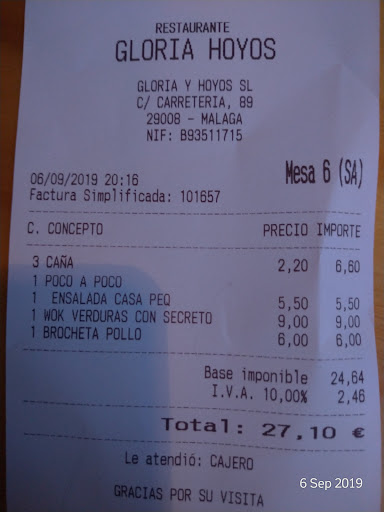 RESTAURANTE
GLORIA HOYOS
GLORIA Y HOYOS SL
C/ CARRETERIA, 89
29008 - MALAGA
NIF: B93511715
06/09/2019 20:16 Mesa 6 (SA)
Factura Simplificada: 101657
C. CONCEPTO PRECIO IMPORTE
3 CAÑA 2,20 6,60
1 POCO A POCO
1 ENSALADA CASA PEQ 5,50 5,50
1 WOK VERDURAS CON SECRETO 9,00 9,00
1 BROCHETA POLLO 6,00 6,00
Base imponible 24,64
I.V.A. 10,00% 2,46
Total: 27,10 €
Le atendió: CAJERO
6 Sep 2019
GRACIAS POR SU VISITA